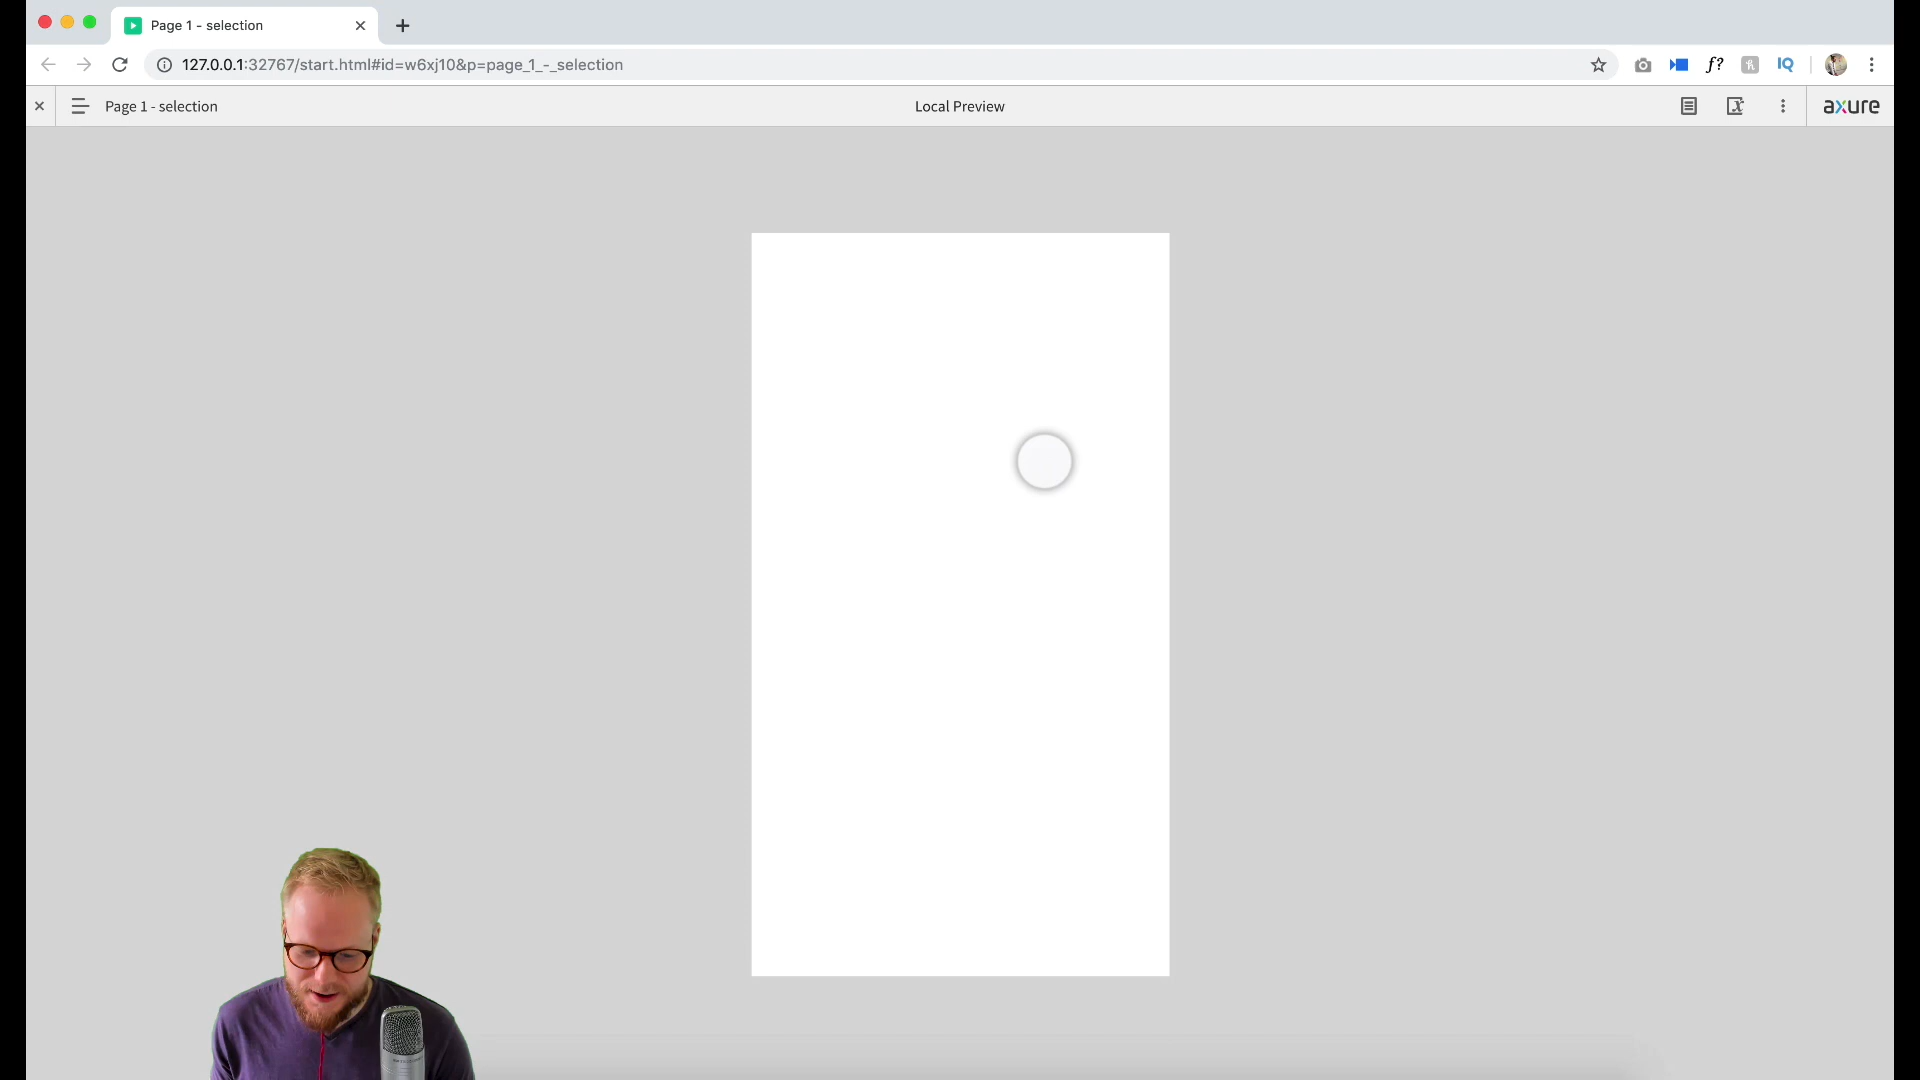 Page 1 - selection
127.0.0.1:32767/start.html#id=w6xj10&p=page_1_-_selection
f?
IQ
Page 1 - selection
Local Preview
axure